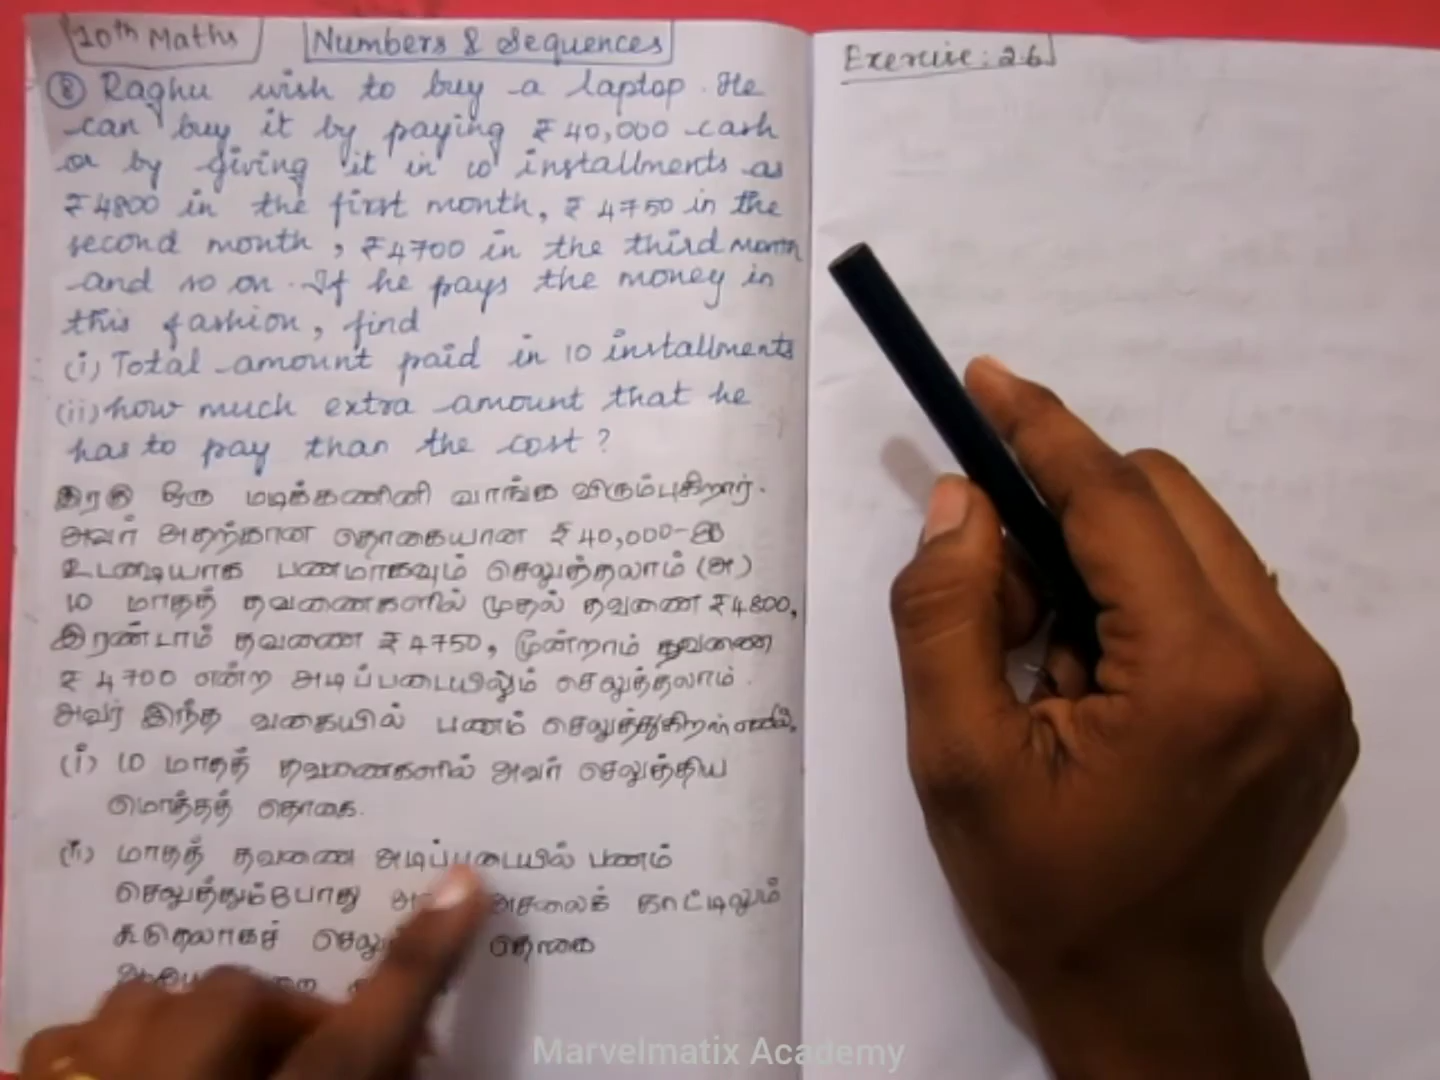 10th Maths
Numbers & Sequences
Exercise: 2.6
⑧ Raghu wish to buy a laptop. He
can buy it by paying ₹40,000 cash
or by giving it in 10 installments as
₹4800 in the first month, ₹4750 in the
second month, ₹4700 in the third month
and so on. If he pays the money in
this fashion, find
(i) Total amount paid in 10 installments
(ii) how much extra amount that he
has to pay than the cost?
இரகு ஒரு மடிக்கணினி வாங்க விரும்புகிறார்.
அவர் அதற்கான தொகையான ₹40,000-ஐ
உடனடியாக பணமாகவும் செலுத்தலாம் (அ)
10 மாதத் தவணைகளில் முதல் தவணை ₹4800,
இரண்டாம் தவணை ₹4750, மூன்றாம் தவணை
₹4700 என்ற அடிப்படையிலும் செலுத்தலாம்.
அவர் இந்த வகையில் பணம் செலுத்துகிறார் எனில்,
(i) 10 மாதத் தவணைகளில் அவர் செலுத்திய
மொத்தத் தொகை.
(ii) மாதத் தவணை அடிப்படையில் பணம்
செலுத்தும்போது அசலைக் காட்டிலும்
கூடுதலாகச் தொகை
Marvelmatix Academy